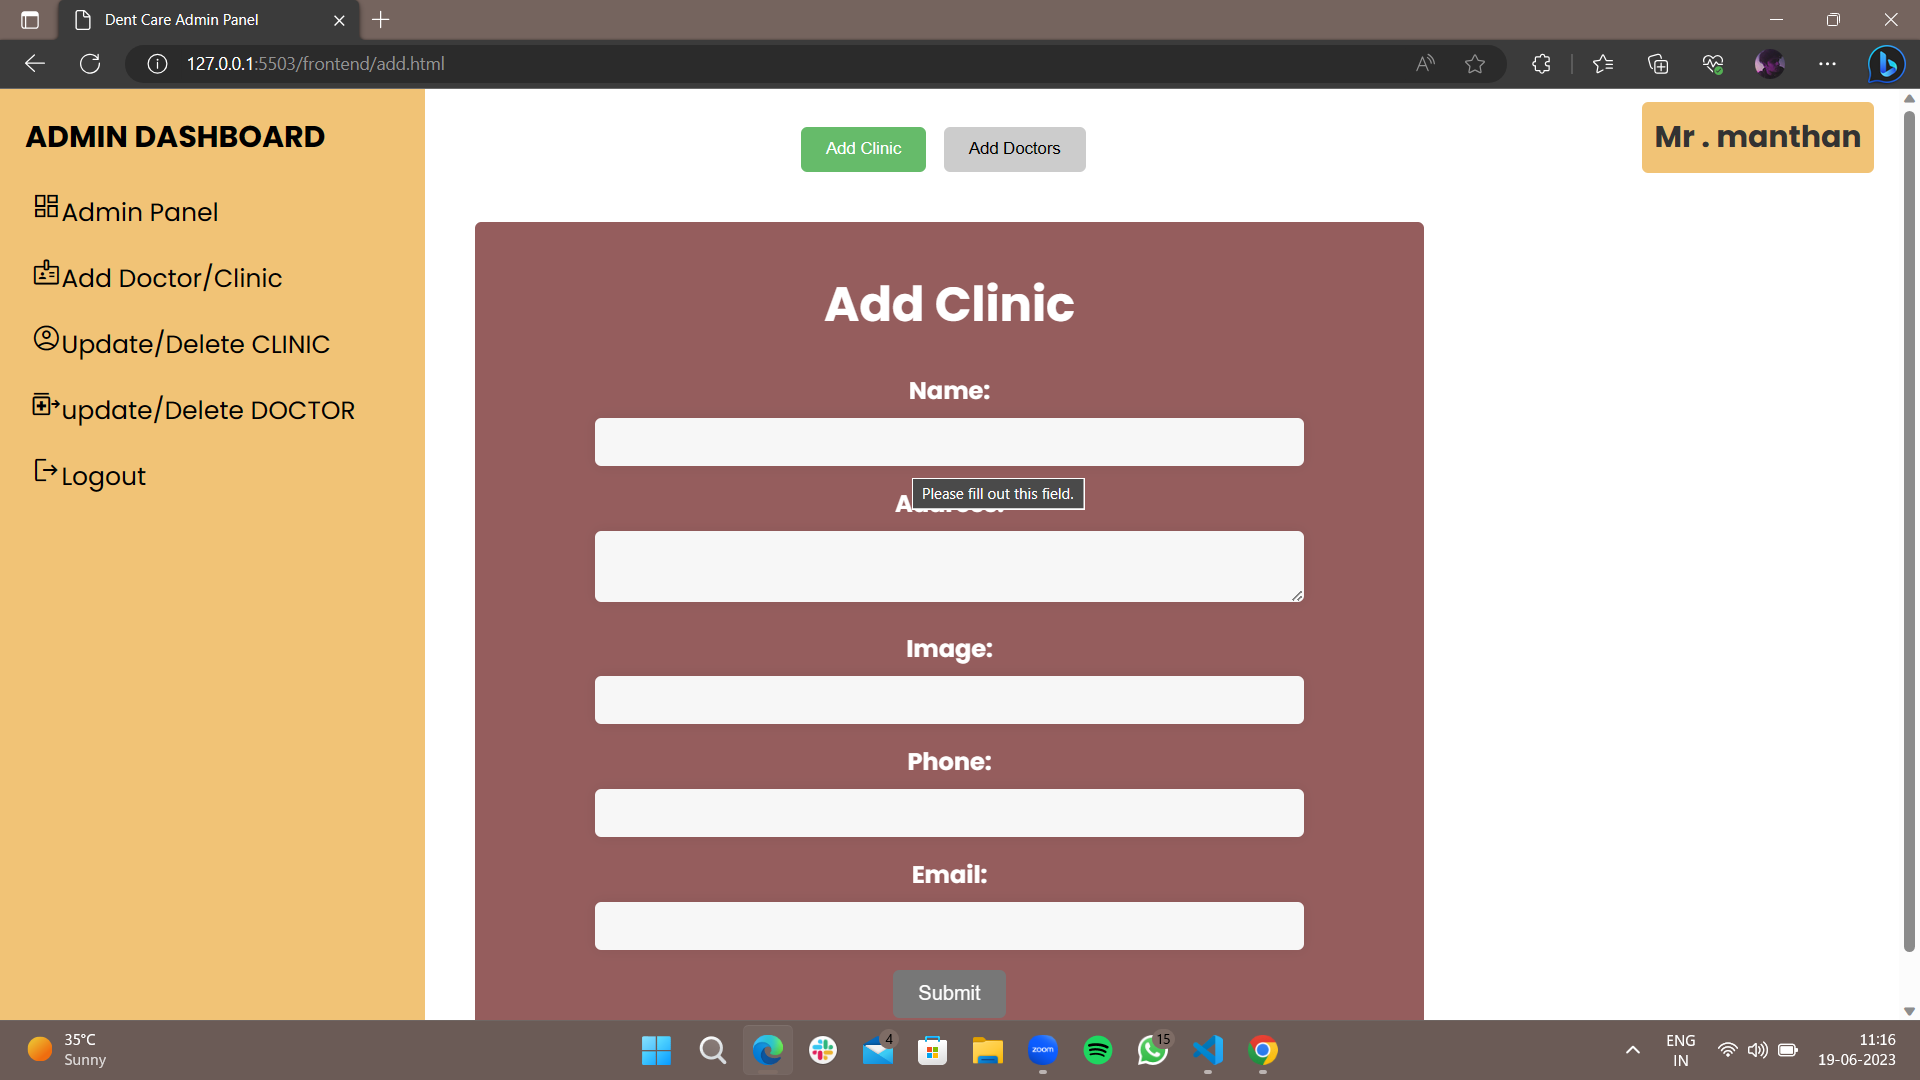 Dent Care Admin Panel
127.0.0.1:5503/frontend/add.html
ADMIN DASHBOARD
Admin Panel
Add Doctor/Clinic
Update/Delete CLINIC
update/Delete DOCTOR
Logout
Add Clinic
Add Doctors
Mr . manthan
Add Clinic
Name:
Please fill out this field.
Image:
Phone:
Email:
Submit
35°C
Sunny
4
zoom
15
ENG
IN
11:16
19-06-2023